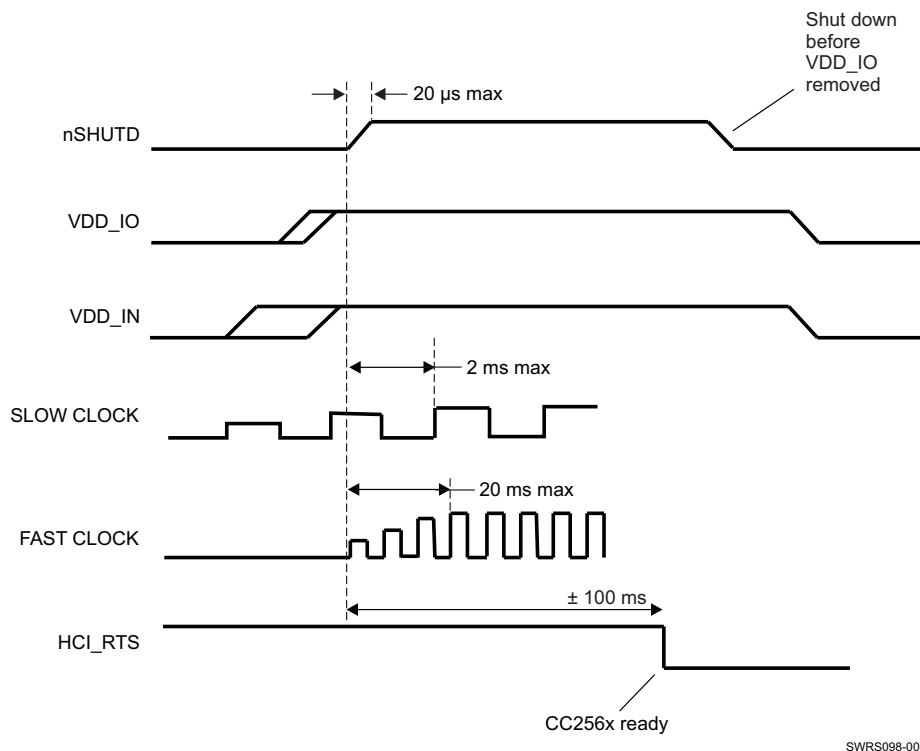 Shut down
before
VDD_IO
removed
20 µs max
nSHUTD
VDD_IO
VDD_IN
2 ms max
SLOW CLOCK
20 ms max
FAST CLOCK
± 100 ms
HCI_RTS
CC256x ready
SWRS098-00